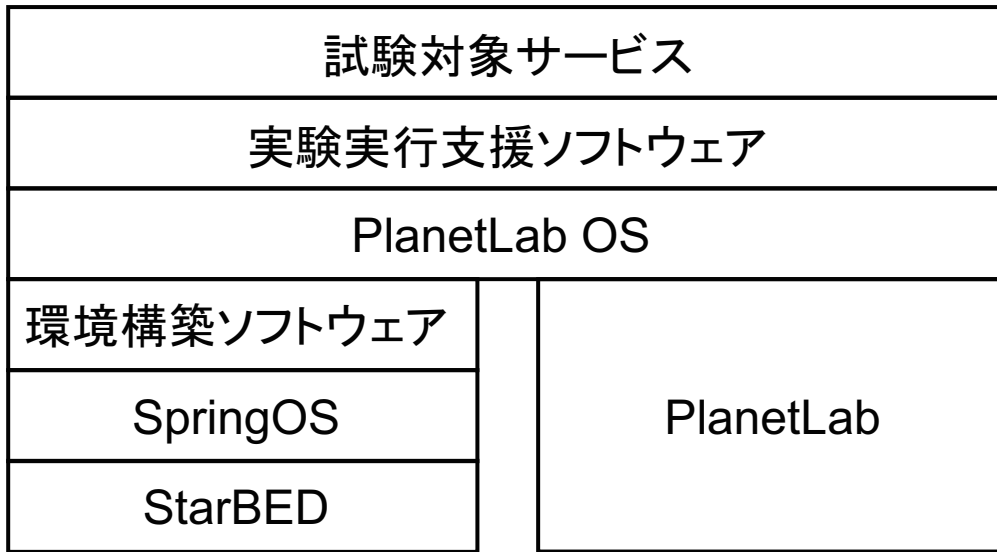 試験対象サービス
実験実行支援ソフトウェア
PlanetLab OS
環境構築ソフトウェア
SpringOS
StarBED
PlanetLab